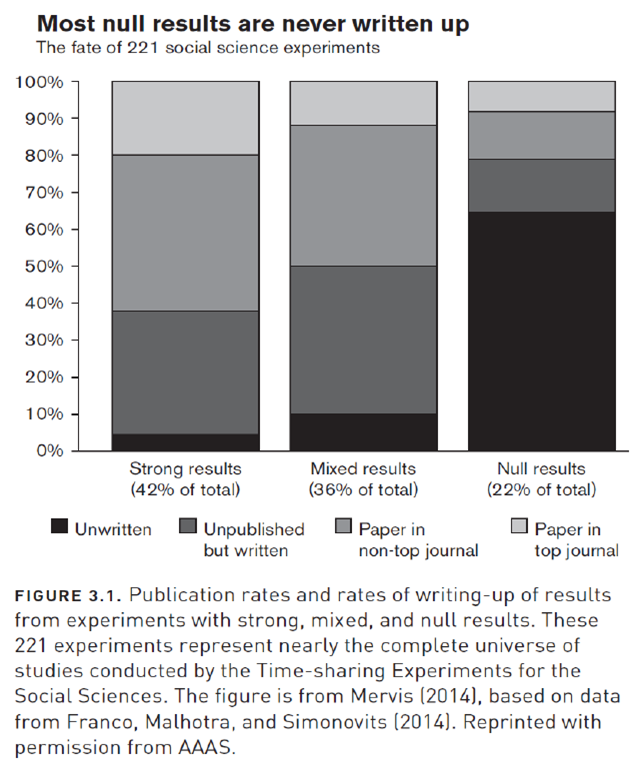 Most null results are never written up
The fate of 221 social science experiments
100%
90%
80%
70%
60%
50%
40%
30%
20%
10%
0%
Strong results
(42% of total)
Mixed results
(36% of total)
Null results
(22% of total)
Unwritten
Unpublished
but written
Paper in
non-top journal
Paper in
top journal
FIGURE 3.1. Publication rates and rates of writing-up of results
from experiments with strong, mixed, and null results. These
221 experiments represent nearly the complete universe of
studies conducted by the Time-sharing Experiments for the
Social Sciences. The figure is from Mervis (2014), based on data
from Franco, Malhotra, and Simonovits (2014). Reprinted with
permission from AAAS.